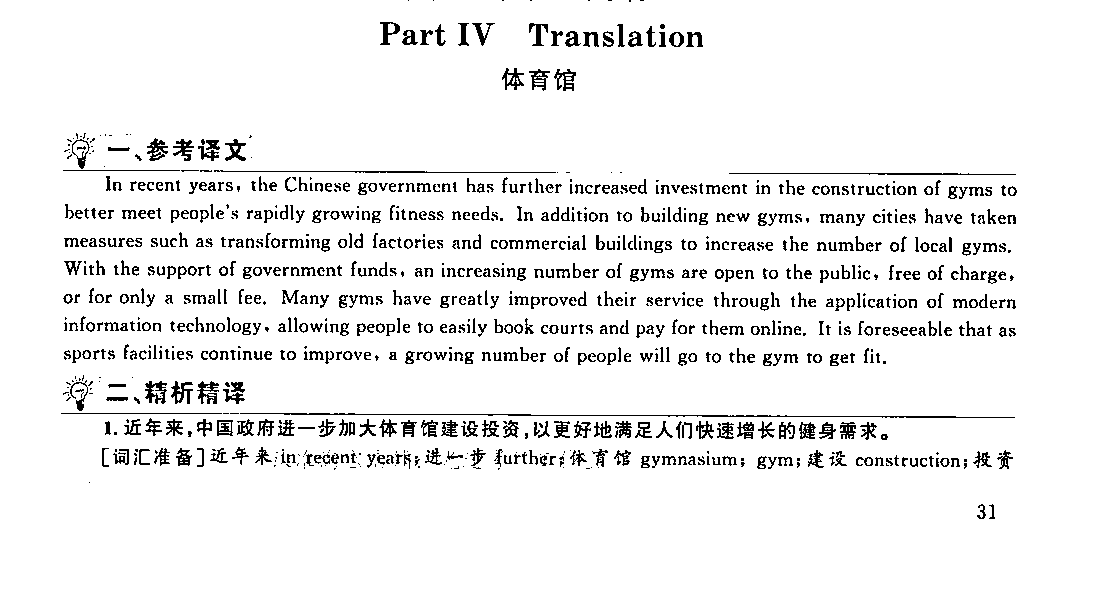 Part IV Translation
体育馆
一、参考译文
In recent years, the Chinese government has further increased investment in the construction of gyms to
better meet people's rapidly growing fitness needs. In addition to building new gyms, many cities have taken
measures such as transforming old factories and commercial buildings to increase the number of local gyms.
With the support of government funds, an increasing number of gyms are open to the public, free of charge,
or for only a small fee. Many gyms have greatly improved their service through the application of modern
information technology, allowing people to easily book courts and pay for them online. It is foreseeable that as
sports facilities continue to improve, a growing number of people will go to the gym to get fit.
二、精析精译
1. 近年来,中国政府进一步加大体育馆建设投资,以更好地满足人们快速增长的健身需求。
[词汇准备]近年来 in recent years; 进一步 further; 体育馆 gymnasium; gym; 建设 construction; 投资
31